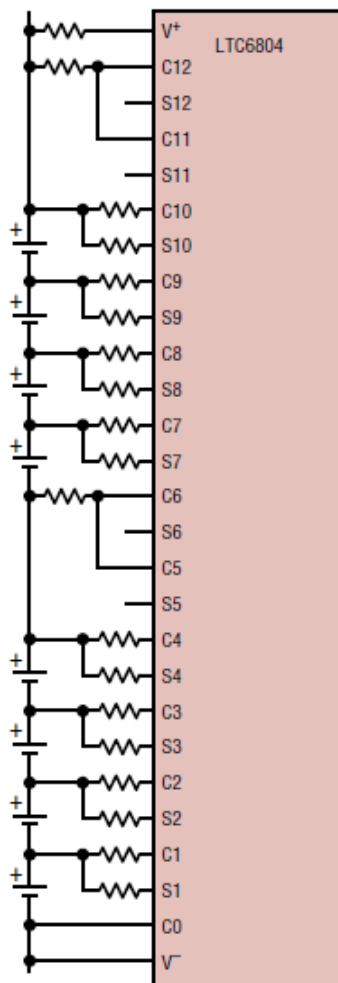 V⁺
LTC6804
C12
S12
C11
S11
C10
+
S10
C9
+
S9
C8
+
S8
C7
+
S7
C6
S6
C5
S5
C4
+
S4
C3
+
S3
C2
+
S2
C1
+
S1
C0
V⁻